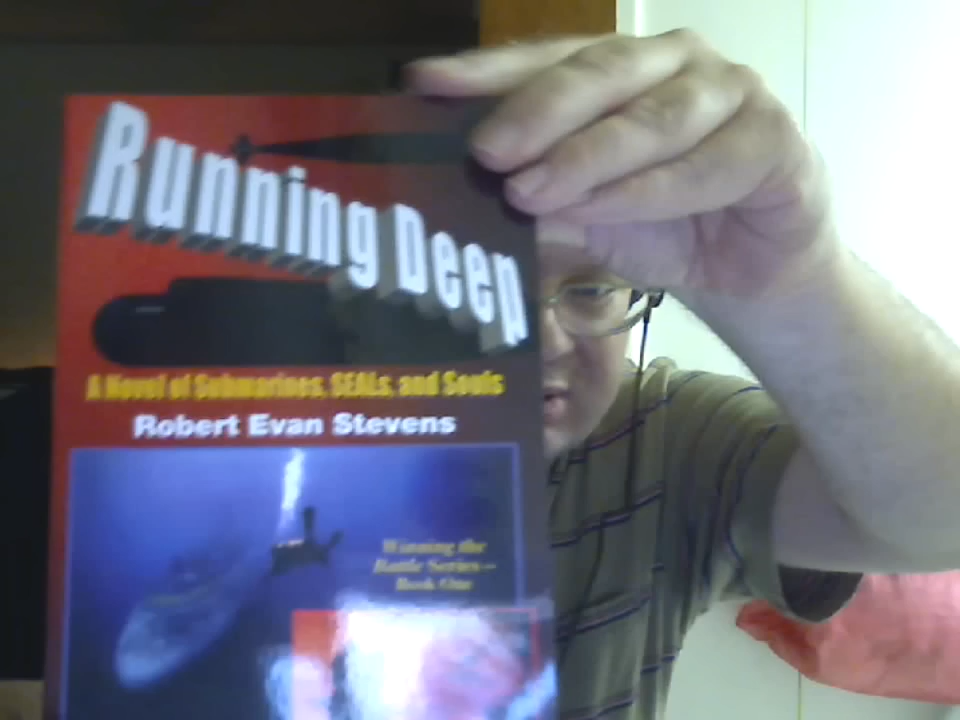 Running Deep
A Novel of Submarines, SEALs, and Souls
Robert Evan Stevens
Winning the
Battle Series—
Book One